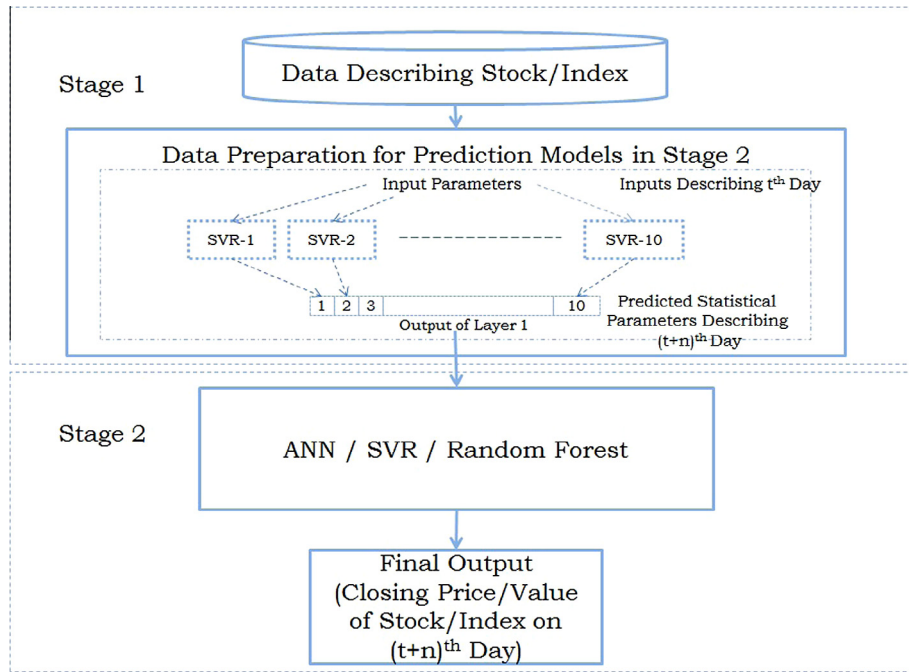 Stage 1
Data Describing Stock/Index
Data Preparation for Prediction Models in Stage 2
Input Parameters
Inputs Describing tth Day
SVR-1
SVR-2
SVR-10
1 2 3 10
Output of Layer 1
Predicted Statistical
Parameters Describing
(t+n)th Day
Stage 2
ANN / SVR / Random Forest
Final Output
(Closing Price/Value
of Stock/Index on
(t+n)th Day)